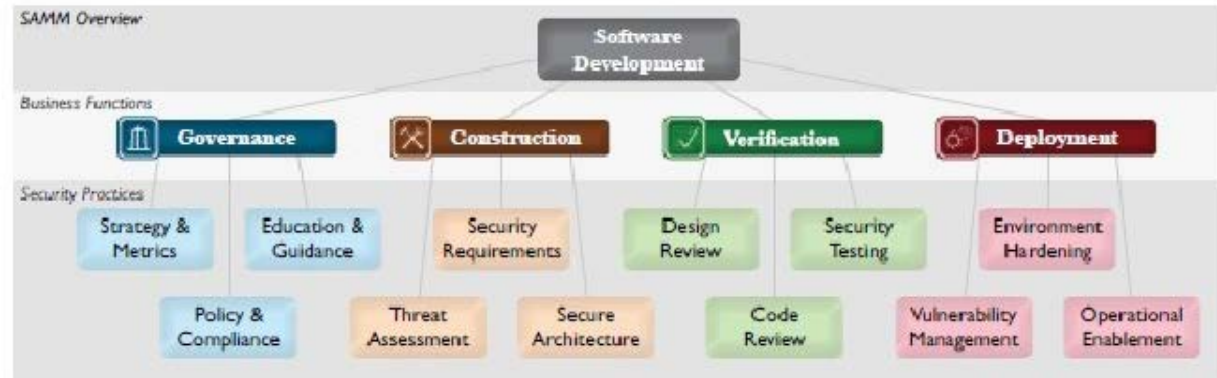 SAMM Overview
Software
Development
Business Functions
Governance
Construction
Verification
Deployment
Security Practices
Strategy &
Metrics
Education &
Guidance
Security
Requirements
Design
Review
Security
Testing
Environment
Hardening
Policy &
Compliance
Threat
Assessment
Secure
Architecture
Code
Review
Vulnerability
Management
Operational
Enablement